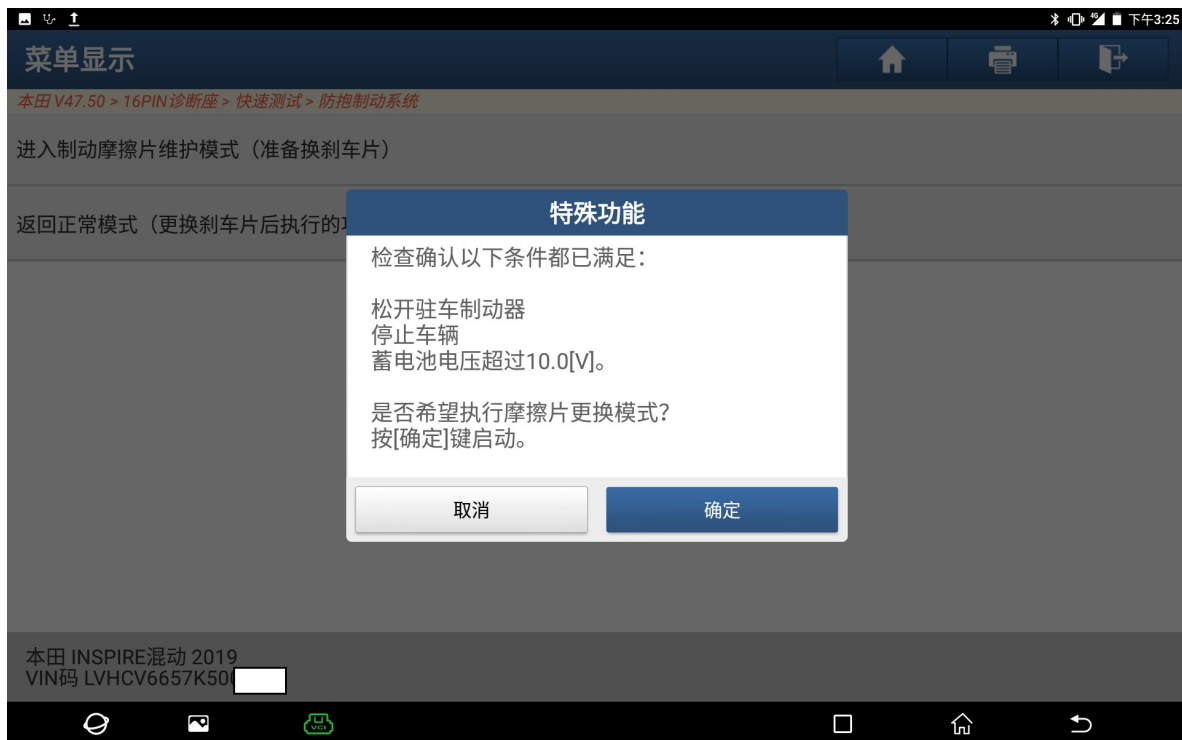 4G 下午3:25
菜单显示
本田 V47.50 > 16PIN诊断座 > 快速测试 > 防抱制动系统
进入制动摩擦片维护模式（准备换刹车片）
返回正常模式（更换刹车片后执行的
特殊功能
检查确认以下条件都已满足：
松开驻车制动器
停止车辆
蓄电池电压超过10.0[V]。
是否希望执行摩擦片更换模式？
按[确定]键启动。
取消
确定
本田 INSPIRE混动 2019
VIN码 LVHCV6657K50
VCI